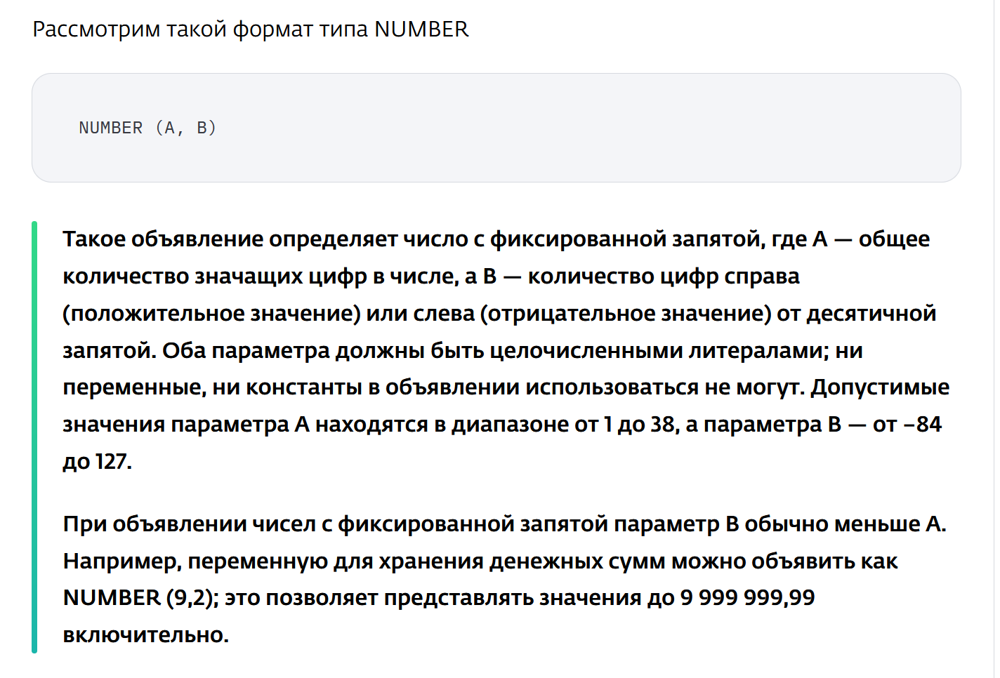 Рассмотрим такой формат типа NUMBER
NUMBER (A, B)
Такое объявление определяет число с фиксированной запятой, где A — общее
количество значащих цифр в числе, а B — количество цифр справа
(положительное значение) или слева (отрицательное значение) от десятичной
запятой. Оба параметра должны быть целочисленными литералами; ни
переменные, ни константы в объявлении использоваться не могут. Допустимые
значения параметра A находятся в диапазоне от 1 до 38, а параметра B — от –84
до 127.
При объявлении чисел с фиксированной запятой параметр B обычно меньше A.
Например, переменную для хранения денежных сумм можно объявить как
NUMBER (9,2); это позволяет представлять значения до 9 999 999,99
включительно.